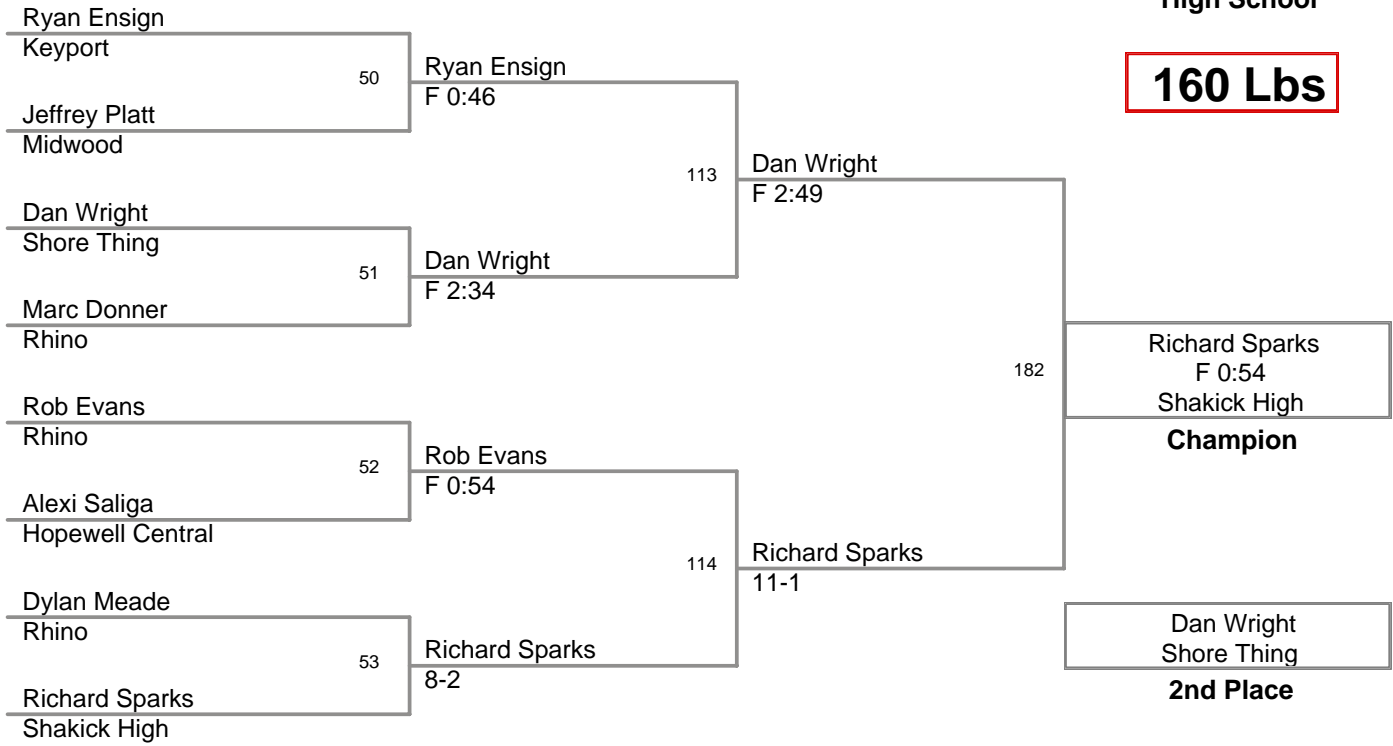 High School
160 Lbs
Ryan Ensign
Keyport
50
Jeffrey Platt
Midwood
Ryan Ensign
F 0:46
113
Dan Wright
Shore Thing
51
Marc Donner
Rhino
Dan Wright
F 2:34
Dan Wright
F 2:49
182
Rob Evans
Rhino
52
Alexi Saliga
Hopewell Central
Rob Evans
F 0:54
114
Dylan Meade
Rhino
53
Richard Sparks
Shakick High
Richard Sparks
8-2
Richard Sparks
11-1
Richard Sparks
F 0:54
Shakick High
Champion
Dan Wright
Shore Thing
2nd Place